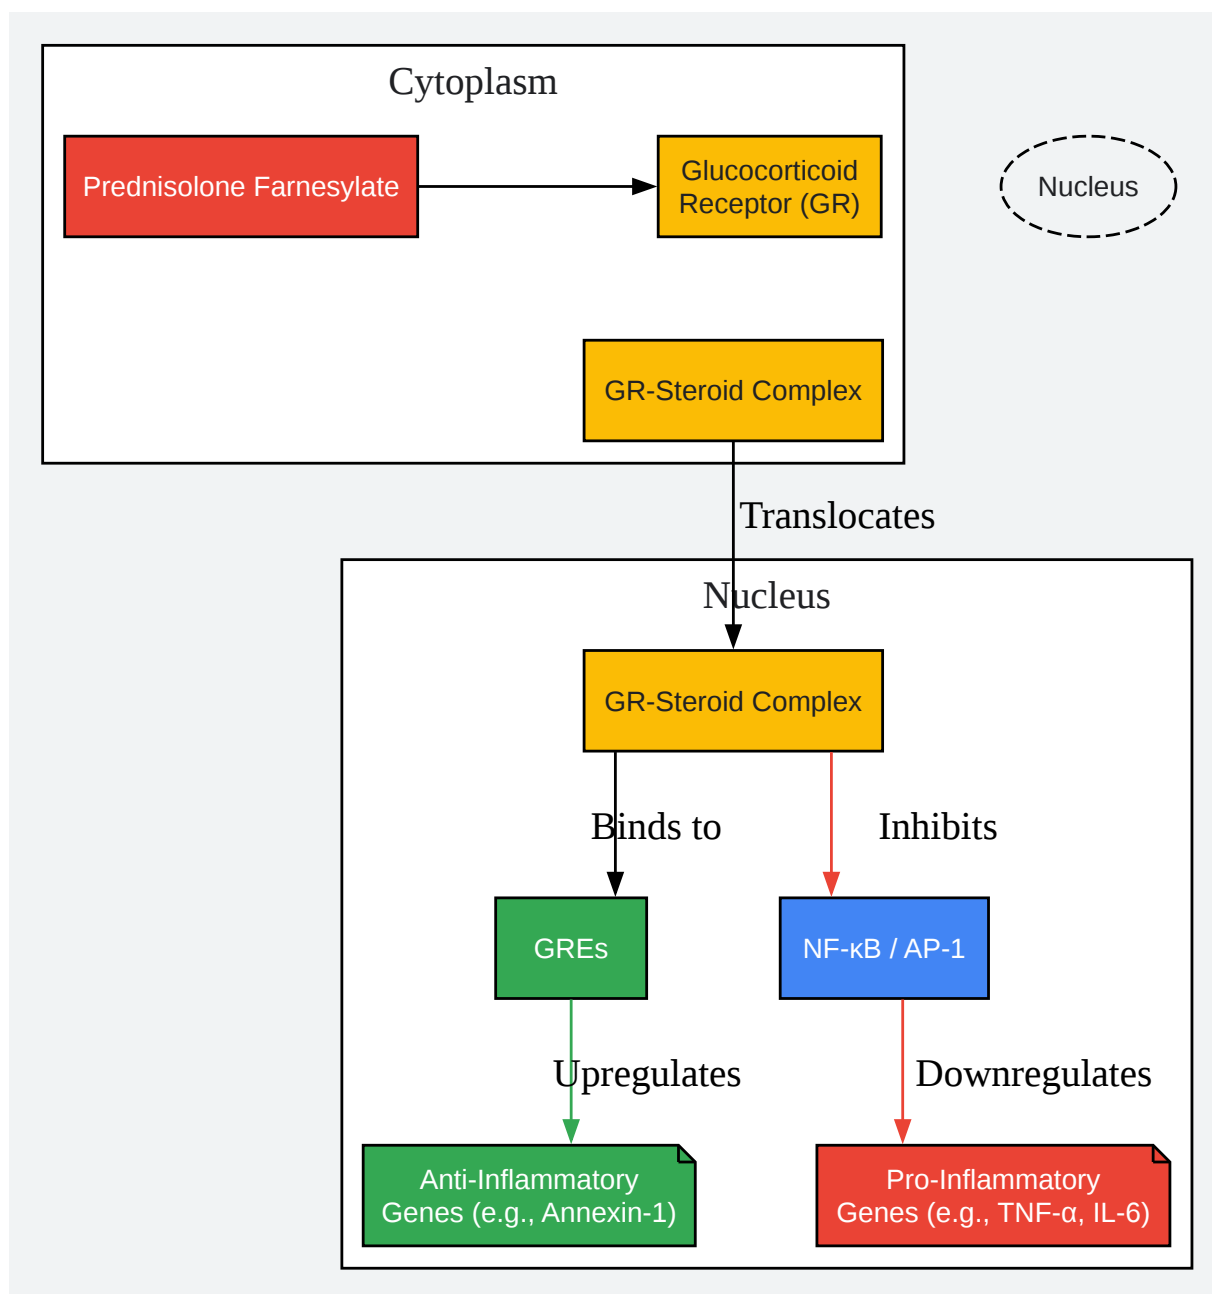 Cytoplasm
Prednisolone Farnesylate
Glucocorticoid
Receptor (GR)
Nucleus
GR-Steroid Complex
Translocates
Nucleus
GR-Steroid Complex
Binds to
Inhibits
GREs
NF-κB / AP-1
Upregulates
Downregulates
Anti-Inflammatory
Genes (e.g., Annexin-1)
Pro-Inflammatory
Genes (e.g., TNF-α, IL-6)